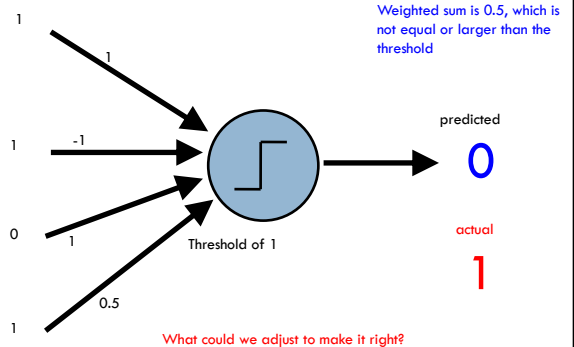 1
Weighted sum is 0.5, which is
not equal or larger than the
threshold
1
predicted
1
-1
0
0
1
actual
Threshold of 1
1
0.5
1
What could we adjust to make it right?